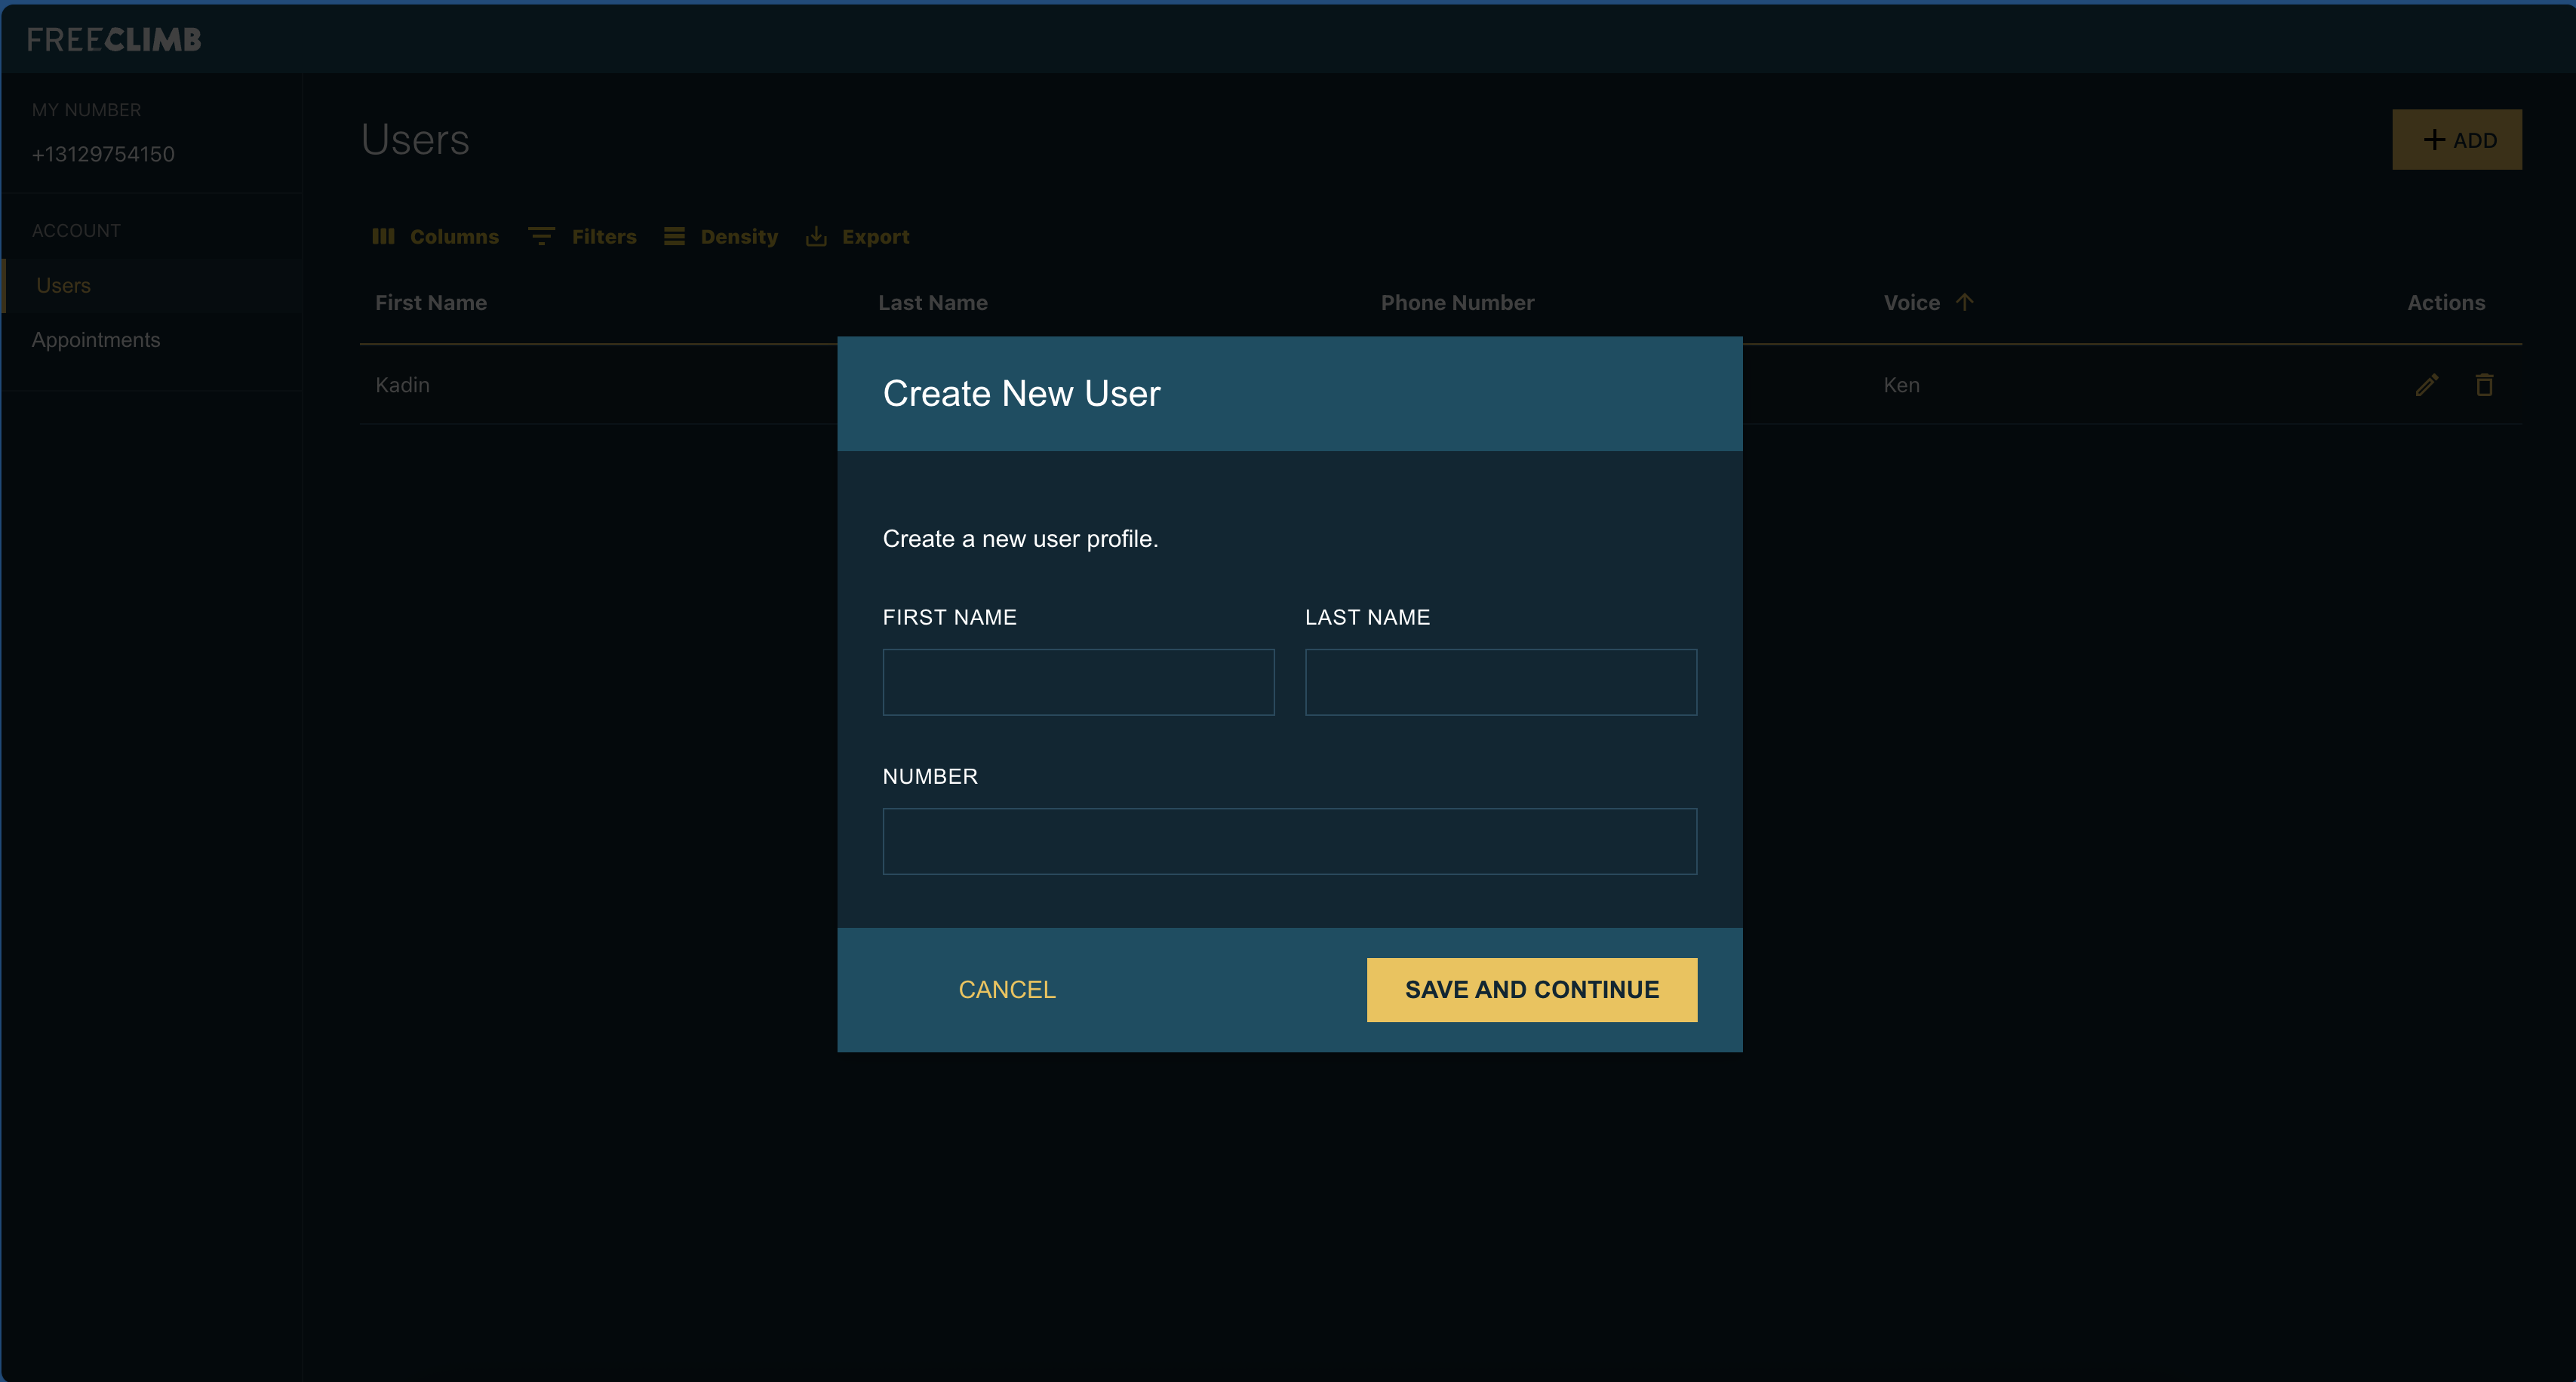 FREECLIMB
MY NUMBER
+13129754150
ACCOUNT
Users
Appointments
Users
ADD
Columns Filters Density Export
First Name Last Name Phone Number Voice Actions
Kadin Ken
Create New User
Create a new user profile.
FIRST NAME LAST NAME
NUMBER
CANCEL SAVE AND CONTINUE